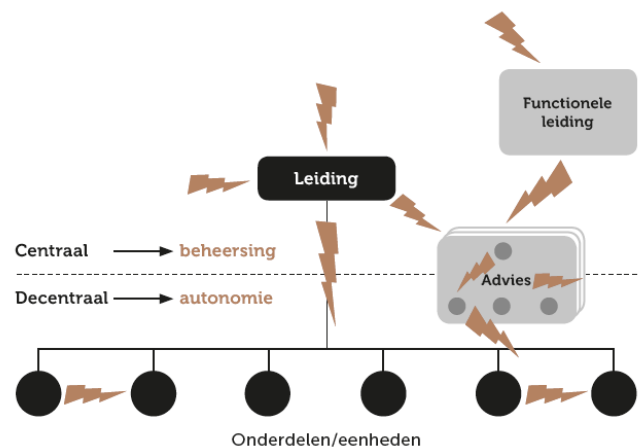 Functionele
leiding
Leiding
Centraal beheersing
Advies
Decentraal autonomie
Onderdelen/eenheden